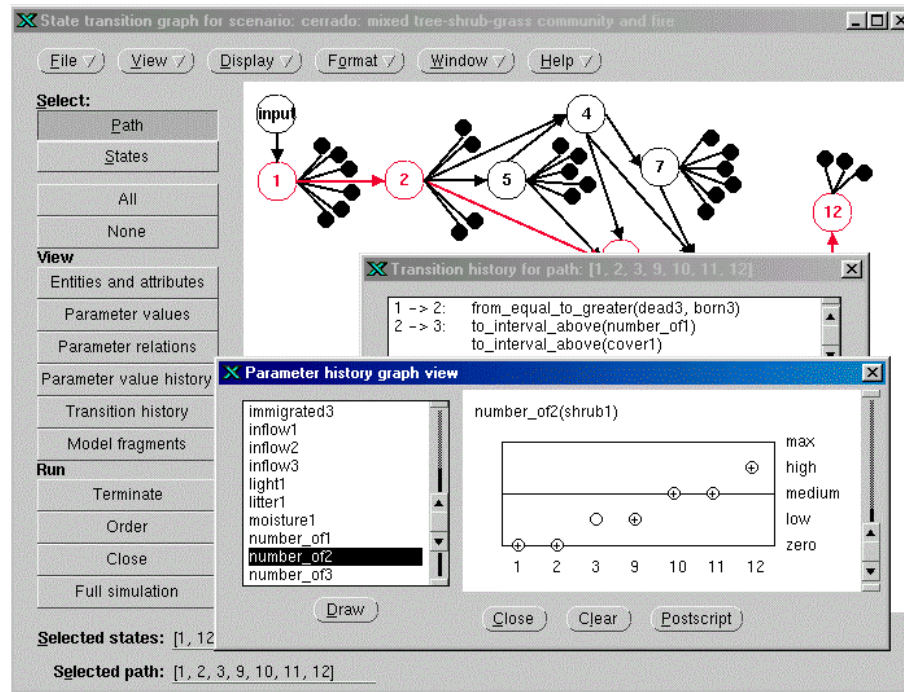 State transition graph for scenario: cerrado: mixed tree-shrub-grass community and fire
File View Display Format Window Help
Select:
Path
States
All
None
View
Entities and attributes
Parameter values
Parameter relations
Parameter value history
Transition history
Model fragments
Run
Terminate
Order
Close
Full simulation
Selected states: [1, 12
Selected path: [1, 2, 3, 9, 10, 11, 12]
input
1
2
5
4
7
12
Transition history for path: [1, 2, 3, 9, 10, 11, 12]
1 -> 2: from_equal_to_greater(dead3, born3)
2 -> 3: to_interval_above(number_of1)
to_interval_above(cover1)
Parameter history graph view
immigrated3
inflow1
inflow2
inflow3
light1
litter1
moisture1
number_of1
number_of2
number_of3
Draw
number_of2(shrub1)
max
high
medium
low
zero
1 2 3 9 10 11 12
Close Clear Postscript